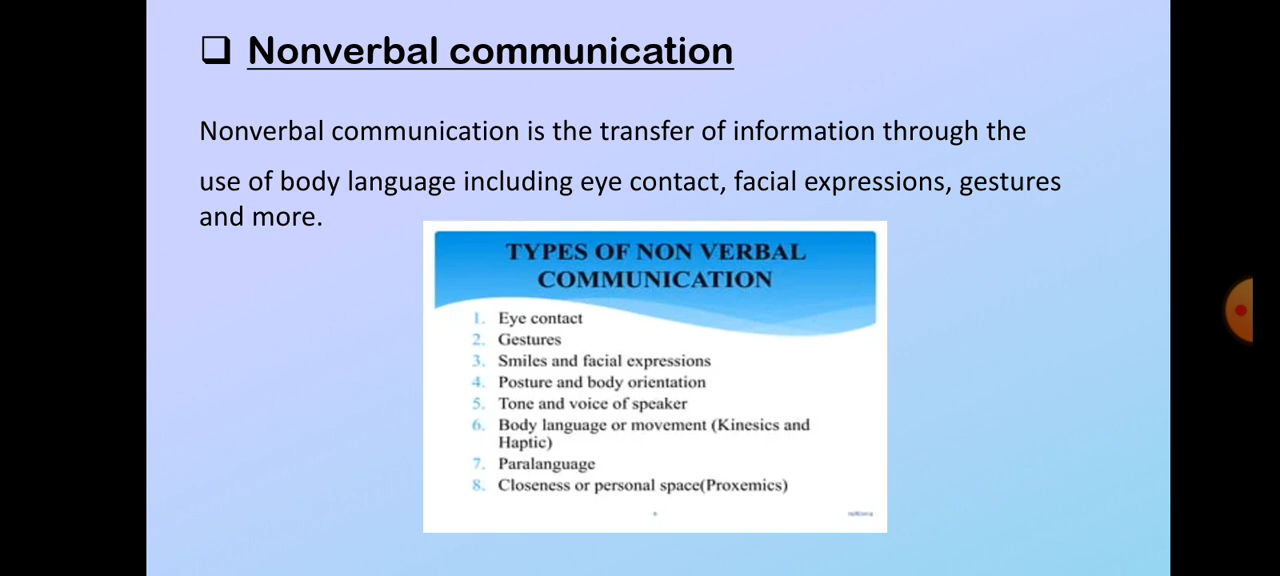 ❑ Nonverbal communication
Nonverbal communication is the transfer of information through the
use of body language including eye contact, facial expressions, gestures
and more.
TYPES OF NON VERBAL
COMMUNICATION
1. Eye contact
2. Gestures
3. Smiles and facial expressions
4. Posture and body orientation
5. Tone and voice of speaker
6. Body language or movement (Kinesics and
Haptic)
7. Paralanguage
8. Closeness or personal space(Proxemics)